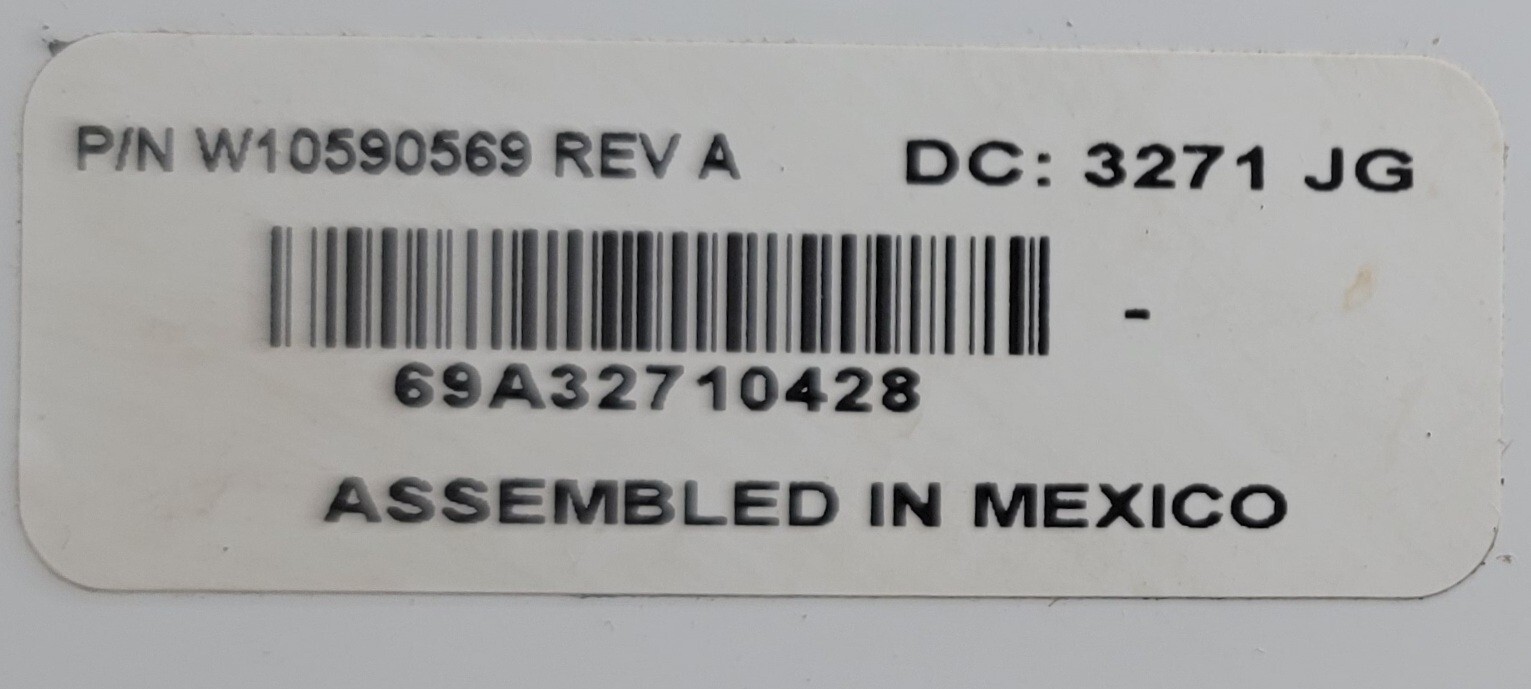 P/N W10590569 REV A DC: 3271 JG
-
69A32710428
ASSEMBLED IN MEXICO